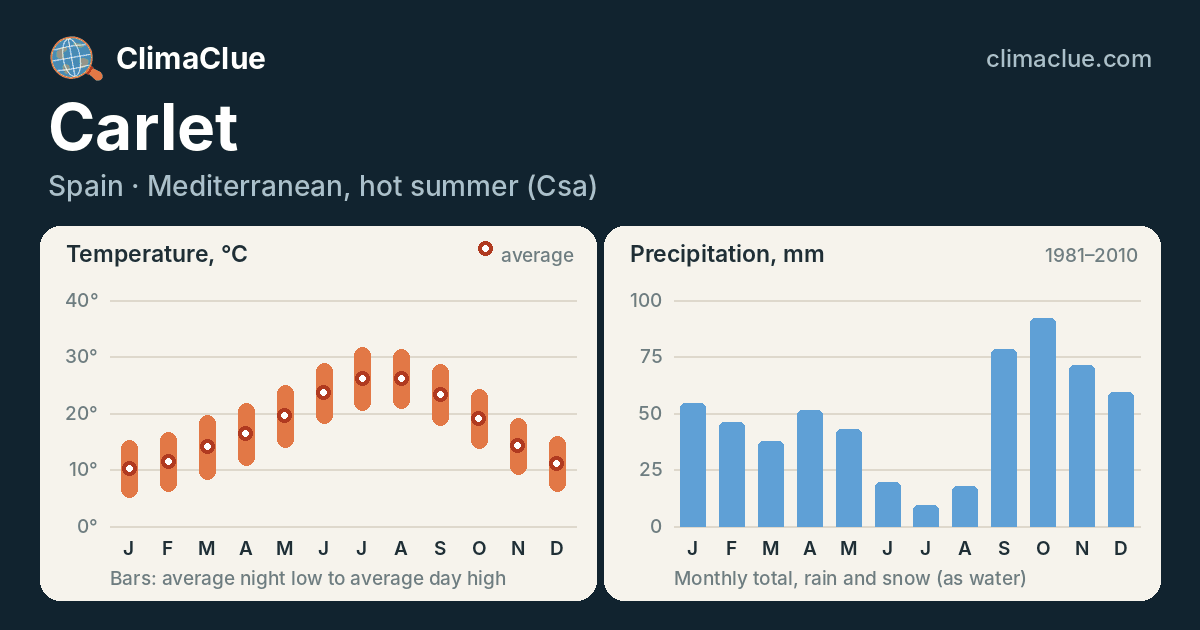 ClimaClue
climaclue.com
Carlet
Spain · Mediterranean, hot summer (Csa)
Temperature, °C
average
40°
30°
20°
10°
0°
J F M A M J J A S O N D
Bars: average night low to average day high
Precipitation, mm
1981–2010
100
75
50
25
0
J F M A M J J A S O N D
Monthly total, rain and snow (as water)